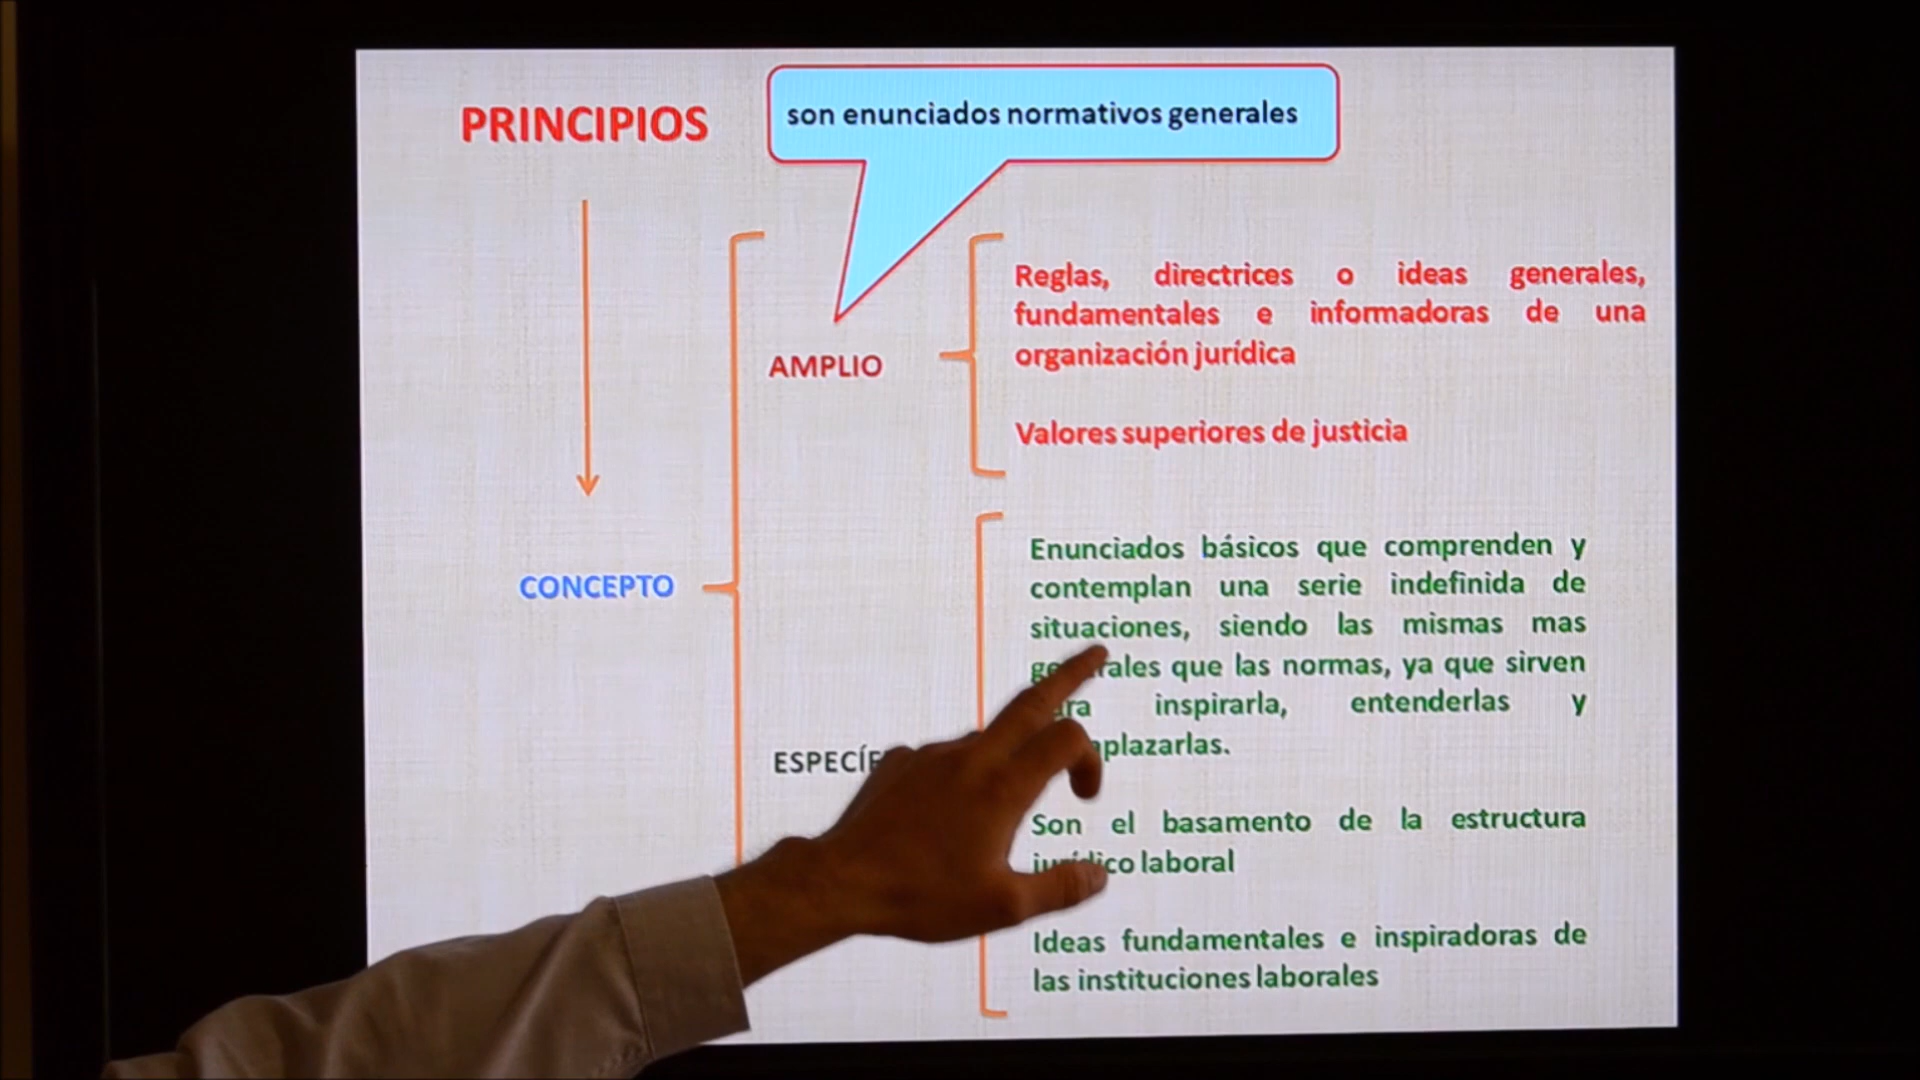 PRINCIPIOS
son enunciados normativos generales
AMPLIO
Reglas, directrices o ideas generales,
fundamentales e informadoras de una
organización jurídica
Valores superiores de justicia
CONCEPTO
Enunciados básicos que comprenden y
contemplan una serie indefinida de
situaciones, siendo las mismas mas
que las normas, ya que sirven
inspirarla, entenderlas y
Son el basamento de la estructura
laboral
Ideas fundamentales e inspiradoras de
las instituciones laborales